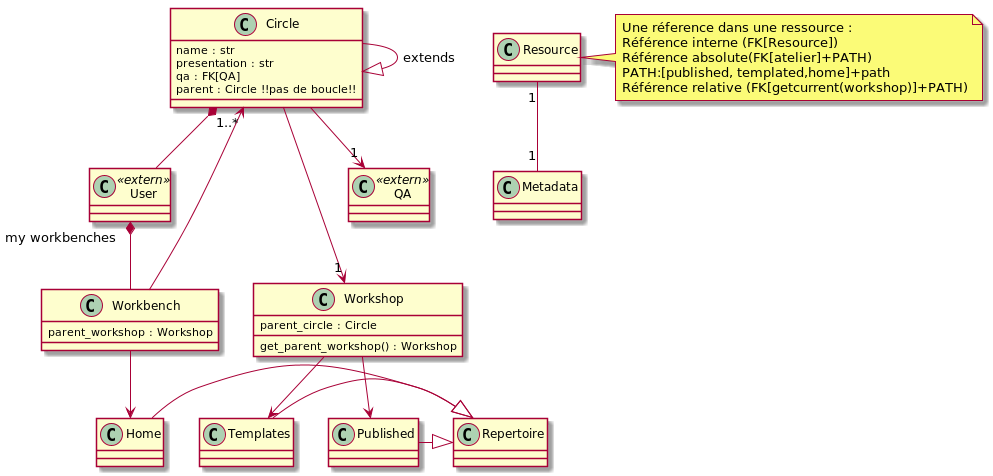 C Circle
name : str
presentation : str
qa : FK[QA]
parent : Circle !!pas de boucle!!
extends
C Resource
Une réference dans une ressource :
Référence interne (FK[Resource])
Référence absolute(FK[atelier]+PATH)
PATH:[published, templated,home]+path
Référence relative (FK[getcurrent(workshop)]+PATH)
1
1..*
1
1
C «extern»
User
C «extern»
QA
C Metadata
my workbenches
1
C Workbench
parent_workshop : Workshop
C Workshop
parent_circle : Circle
get_parent_workshop() : Workshop
C Home
C Templates
C Published
C Repertoire